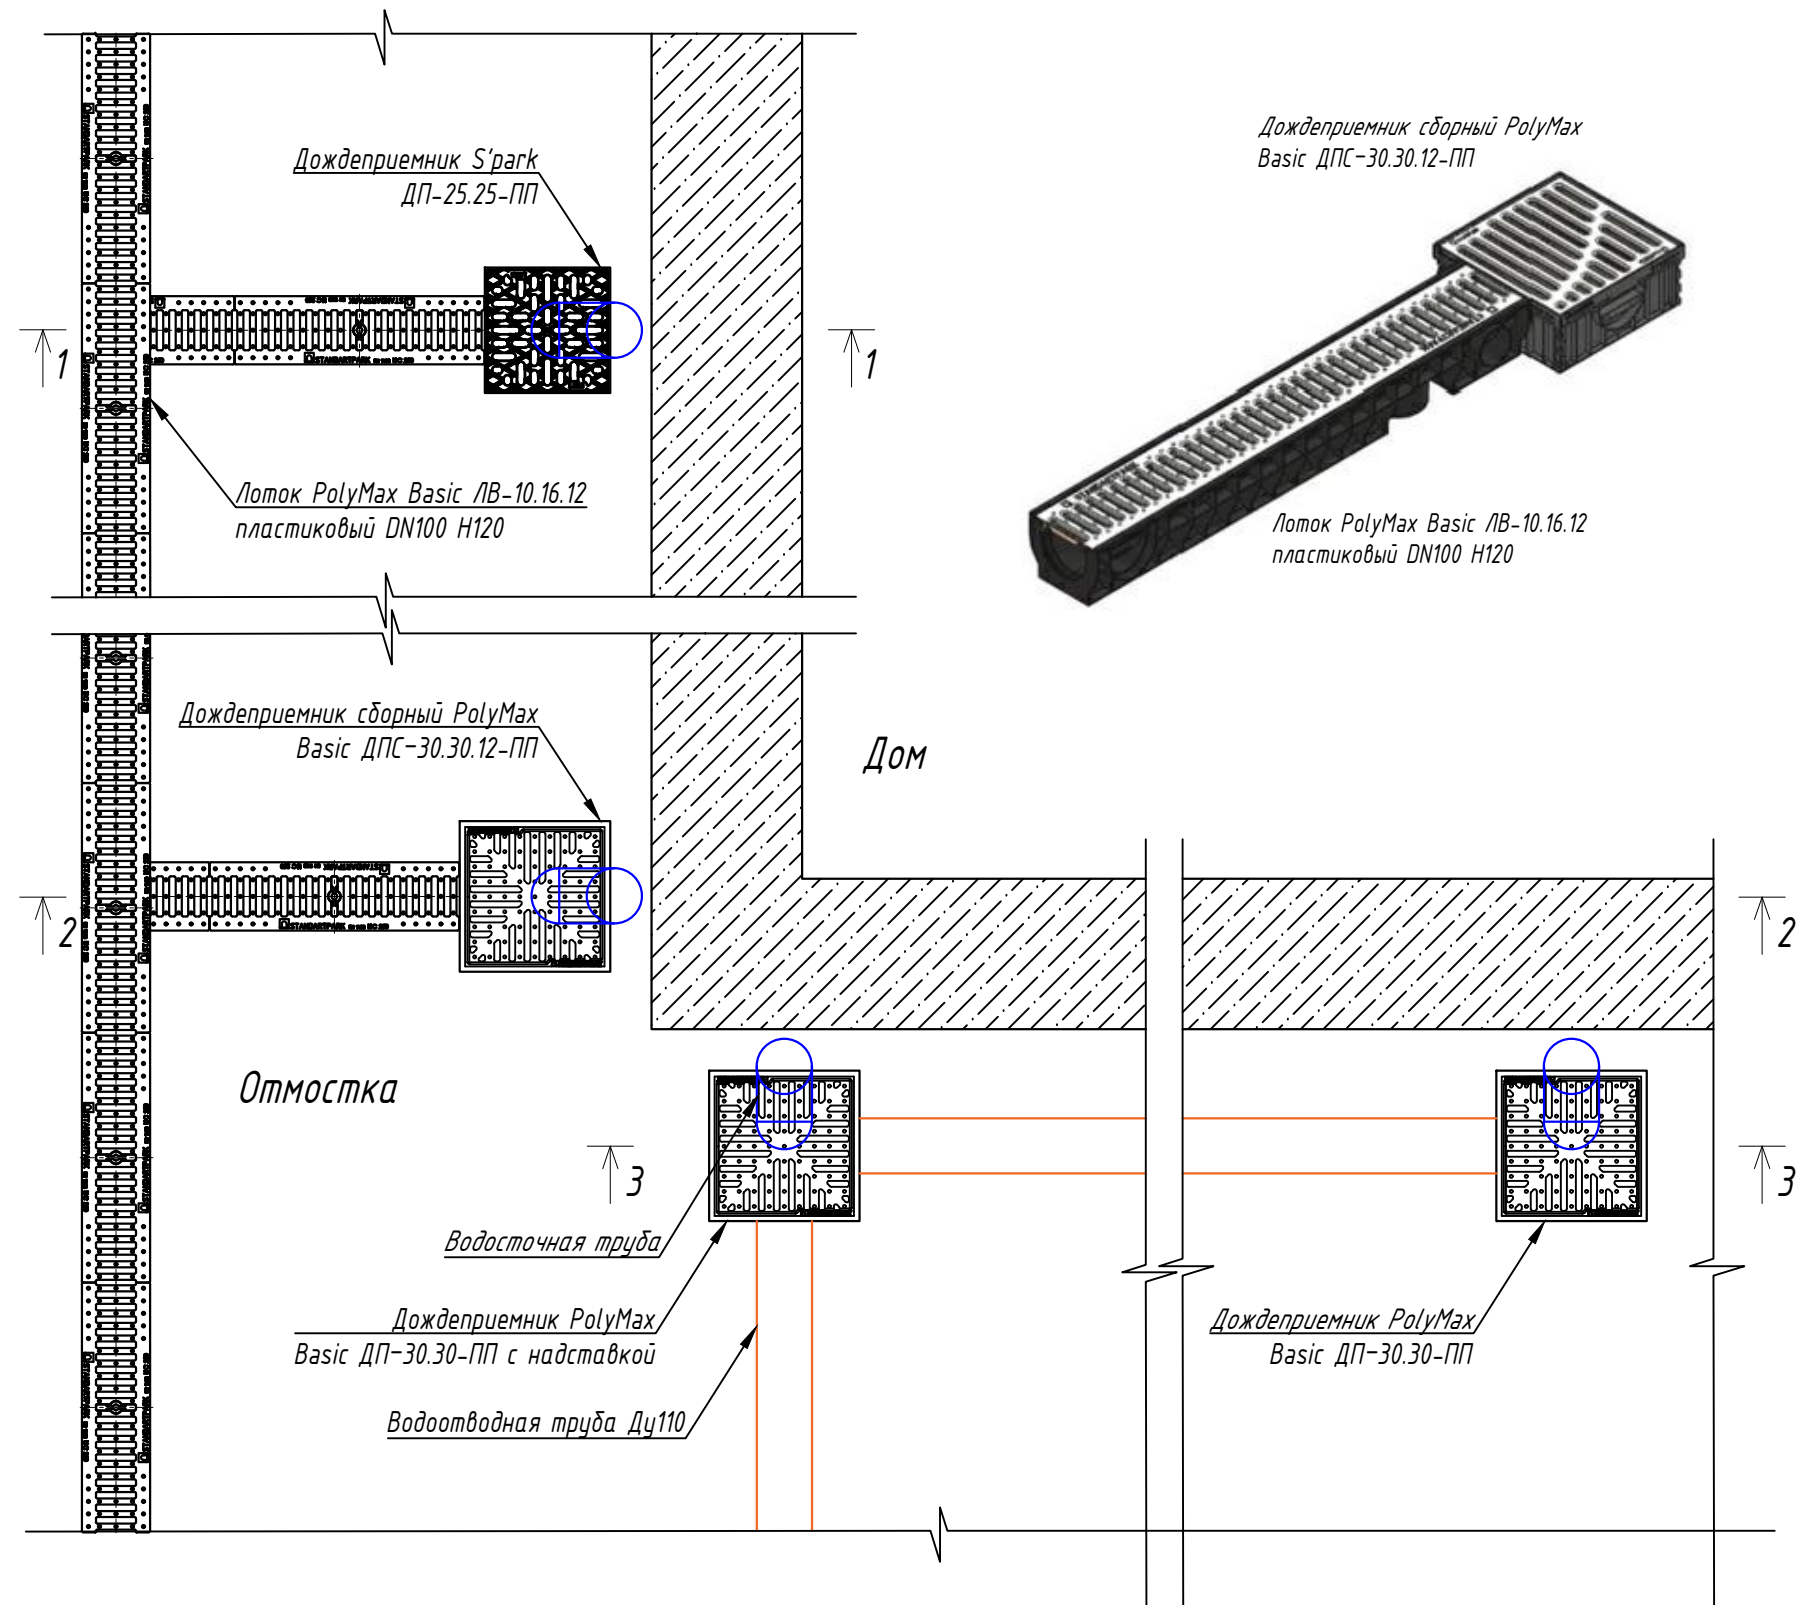 Дождеприемник S'park
ДП-25.25-ПП
Дождеприемник сборный PolyMax
Basic ДПС-30.30.12-ПП
1
1
Лоток PolyMax Basic ЛВ-10.16.12
пластиковый DN100 H120
Лоток PolyMax Basic ЛВ-10.16.12
пластиковый DN100 H120
STANDARTPARK
Дождеприемник сборный PolyMax
Basic ДПС-30.30.12-ПП
Дом
2
2
STANDARTPARK
Отмостка
3
3
Водосточная труба
Дождеприемник PolyMax
Basic ДП-30.30-ПП с надставкой
Дождеприемник PolyMax
Basic ДП-30.30-ПП
Водоотводная труба Ду110